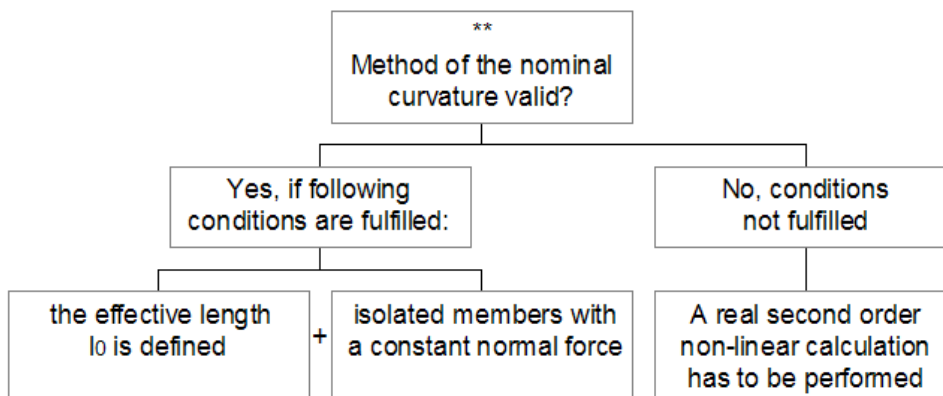 **
Method of the nominal
curvature valid?
Yes, if following
conditions are fulfilled:
No, conditions
not fulfilled
the effective length
l0 is defined
+
isolated members with
a constant normal force
A real second order
non-linear calculation
has to be performed